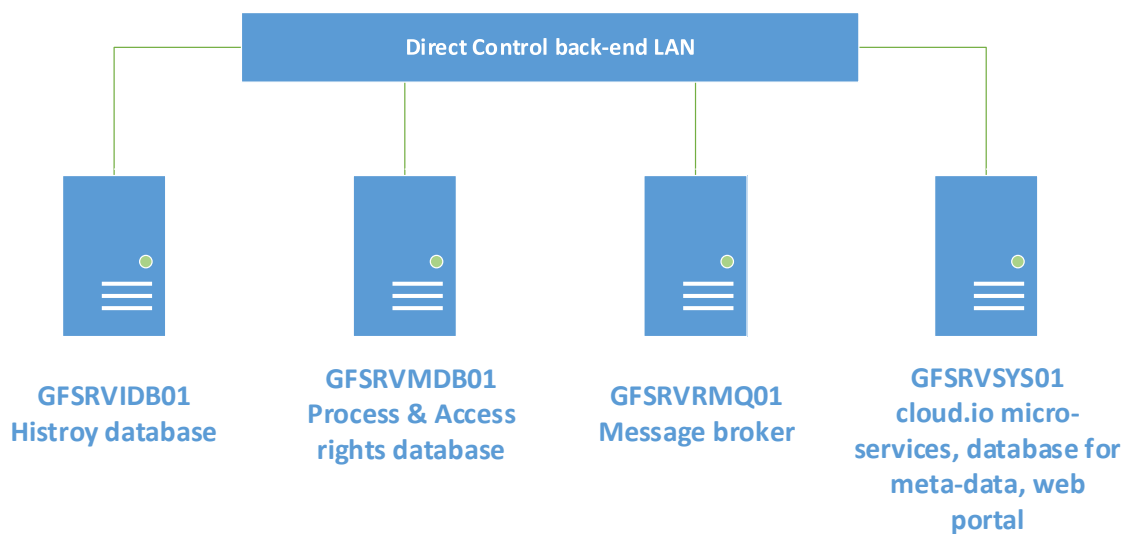 Direct Control back-end LAN
GFSRVIDB01
Histroy database
GFSRVMDB01
Process & Access
rights database
GFSRVRMQ01
Message broker
GFSRVSYS01
cloud.io micro-
services, database for
meta-data, web
portal